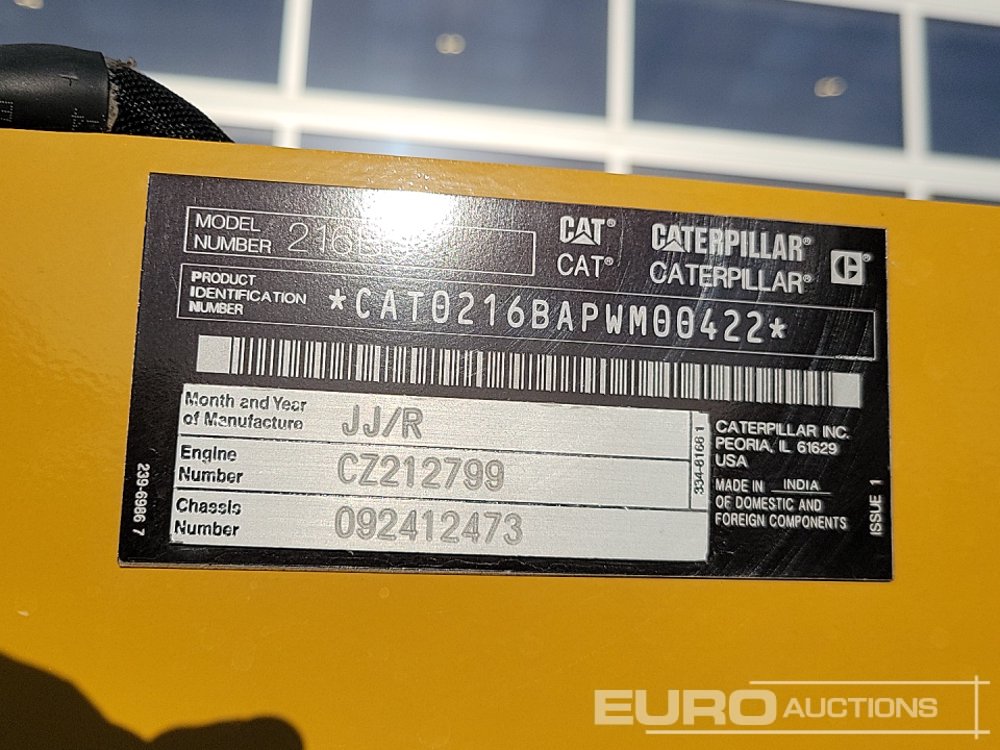 MODEL
NUMBER 216
CAT® CATERPILLAR®
CAT® CATERPILLAR®
PRODUCT
IDENTIFICATION
NUMBER
*CAT0216BAPWM00422*
Month and Year
of Manufacture JJ/R
Engine
Number CZ212799
Chassis
Number 092412473
334-8168 1
CATERPILLAR INC.
PEORIA, IL 61629
USA
MADE IN INDIA
OF DOMESTIC AND
FOREIGN COMPONENTS
239-6986 7
ISSUE 1
EURO AUCTIONS